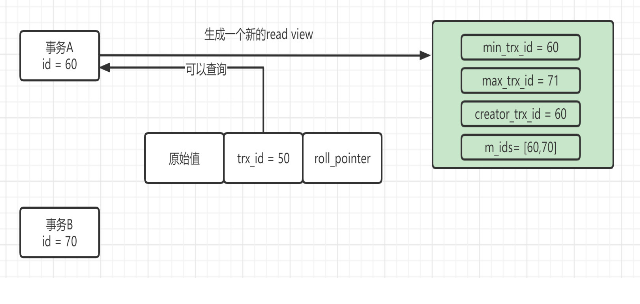 事务A
id = 60
生成一个新的read view
可以查询
min_trx_id = 60
max_trx_id = 71
creator_trx_id = 60
m_ids= [60,70]
原始值
trx_id = 50
roll_pointer
事务B
id = 70